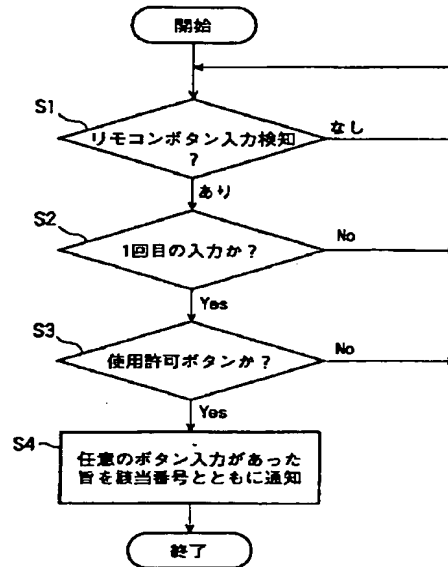 開始
S1
リモコンボタン入力検知
?
なし
あり
S2
1回目の入力か?
No
Yes
S3
使用許可ボタンか?
No
Yes
S4
任意のボタン入力があった
旨を該当番号とともに通知
終了